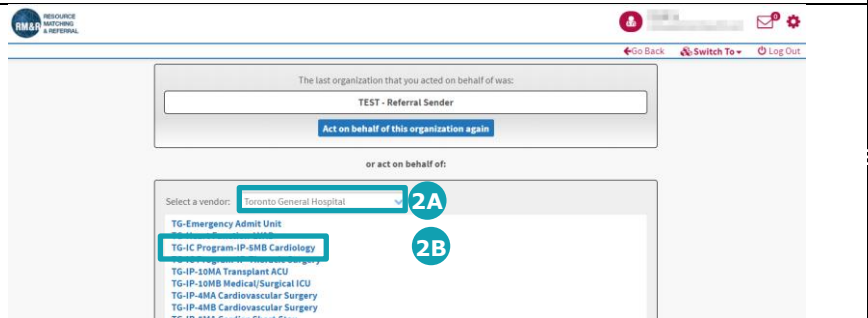 RM&R RESOURCE
MATCHING
& REFERRAL
0
Go Back Switch To Log Out
The last organization that you acted on behalf of was:
TEST - Referral Sender
Act on behalf of this organization again
or act on behalf of:
Select a vendor: Toronto General Hospital 2A
TG-Emergency Admit Unit
TG-IC Program-IP-5MB Cardiology 2B
TG-IP-10MA Transplant ACU
TG-IP-10MB Medical/Surgical ICU
TG-IP-4MA Cardiovascular Surgery
TG-IP-4MB Cardiovascular Surgery